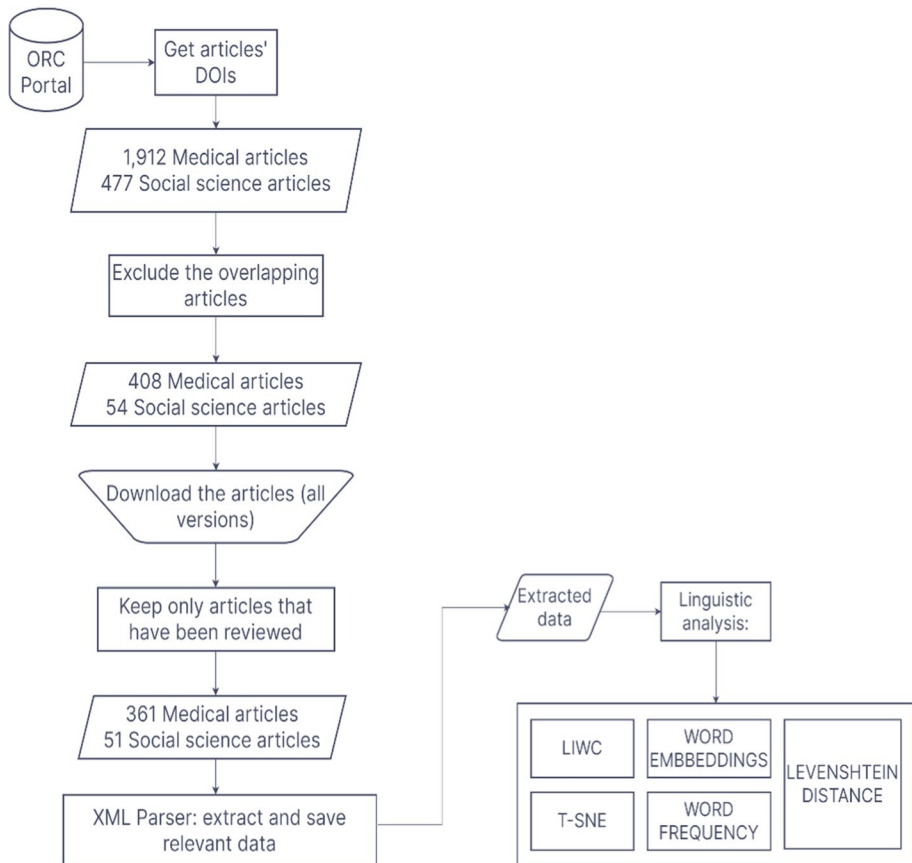 ORC
Portal
Get articles'
DOIs
1,912 Medical articles
477 Social science articles
Exclude the overlapping
articles
408 Medical articles
54 Social science articles
Download the articles (all
versions)
Keep only articles that
have been reviewed
361 Medical articles
51 Social science articles
XML Parser: extract and save
relevant data
Extracted
data
Linguistic
analysis:
LIWC
WORD
EMBBEDDINGS
LEVENSHTEIN
DISTANCE
T-SNE
WORD
FREQUENCY